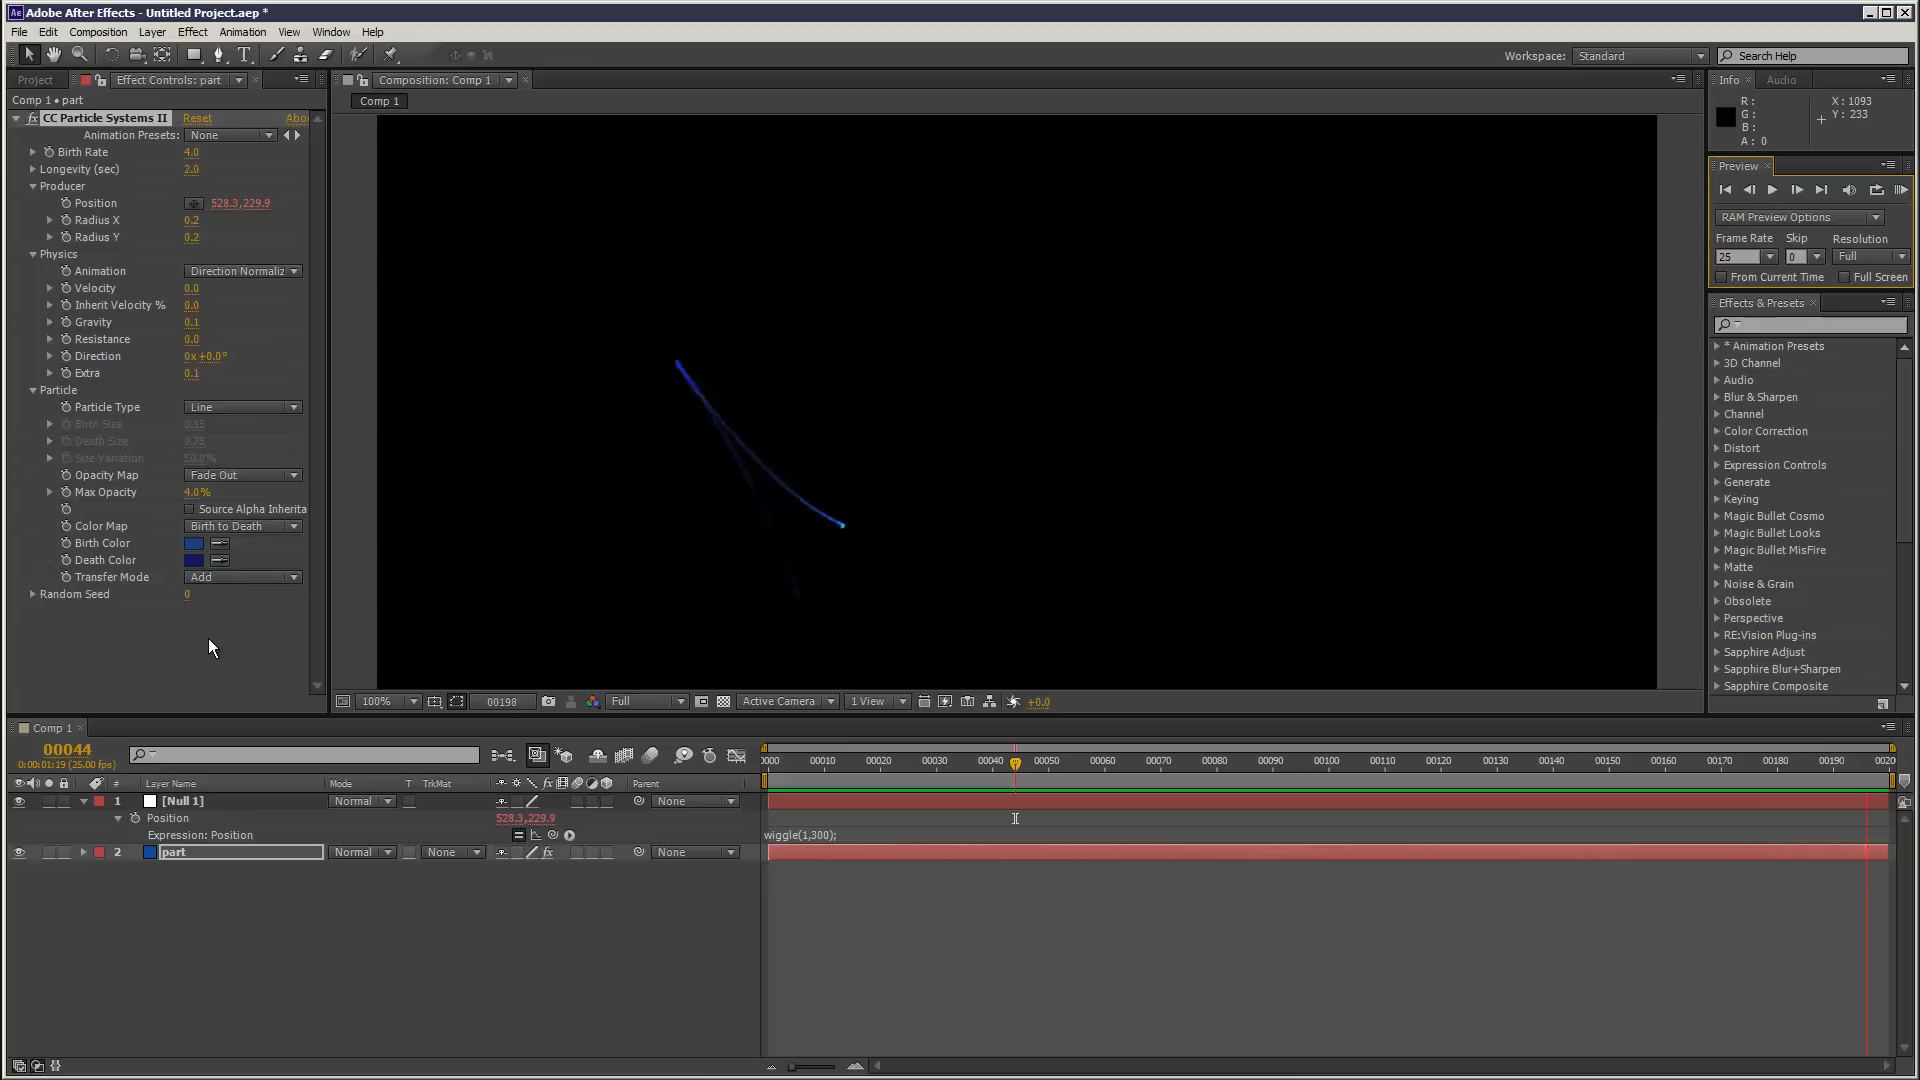 Adobe After Effects - Untitled Project.aep *
File Edit Composition Layer Effect Animation View Window Help
Workspace: Standard Search Help
Project Effect Controls: part Composition: Comp 1 Info Audio
Comp 1 • part Comp 1
R: X: 1093
G: Y: 233
B:
A: 0
fx CC Particle Systems II Reset Abo
Animation Presets: None
Birth Rate 4.0
Longevity (sec) 2.0
Producer
Position 528.3,229.9
Radius X 0.2
Radius Y 0.2
Physics
Animation Direction Normaliz
Velocity 0.0
Inherit Velocity % 0.0
Gravity 0.1
Resistance 0.0
Direction 0x+0.0°
Extra 0.1
Particle
Particle Type Line
Birth Size 0.15
Death Size 0.75
Size Variation 50.0%
Opacity Map Fade Out
Max Opacity 4.0%
Source Alpha Inherita
Color Map Birth to Death
Birth Color
Death Color
Transfer Mode Add
Random Seed 0
Preview
RAM Preview Options
Frame Rate Skip Resolution
25 0 Full
From Current Time Full Screen
Effects & Presets
* Animation Presets
3D Channel
Audio
Blur & Sharpen
Channel
Color Correction
Distort
Expression Controls
Generate
Keying
Magic Bullet Cosmo
Magic Bullet Looks
Magic Bullet MisFire
Matte
Noise & Grain
Obsolete
Perspective
RE:Vision Plug-ins
Sapphire Adjust
Sapphire Blur+Sharpen
Sapphire Composite
100% 00198 Full Active Camera 1 View +0.0
Comp 1
00044
0:00:01:19 (25.00 fps)
0000 00010 00020 00030 00040 00050 00060 00070 00080 00090 00100 00110 00120 00130 00140 00150 00160 00170 00180 00190 0020
# Layer Name Mode T TrkMat fx Parent
1 [Null 1] Normal None
Position 528.3,229.9
Expression: Position wiggle(1,300);
2 part Normal None fx None